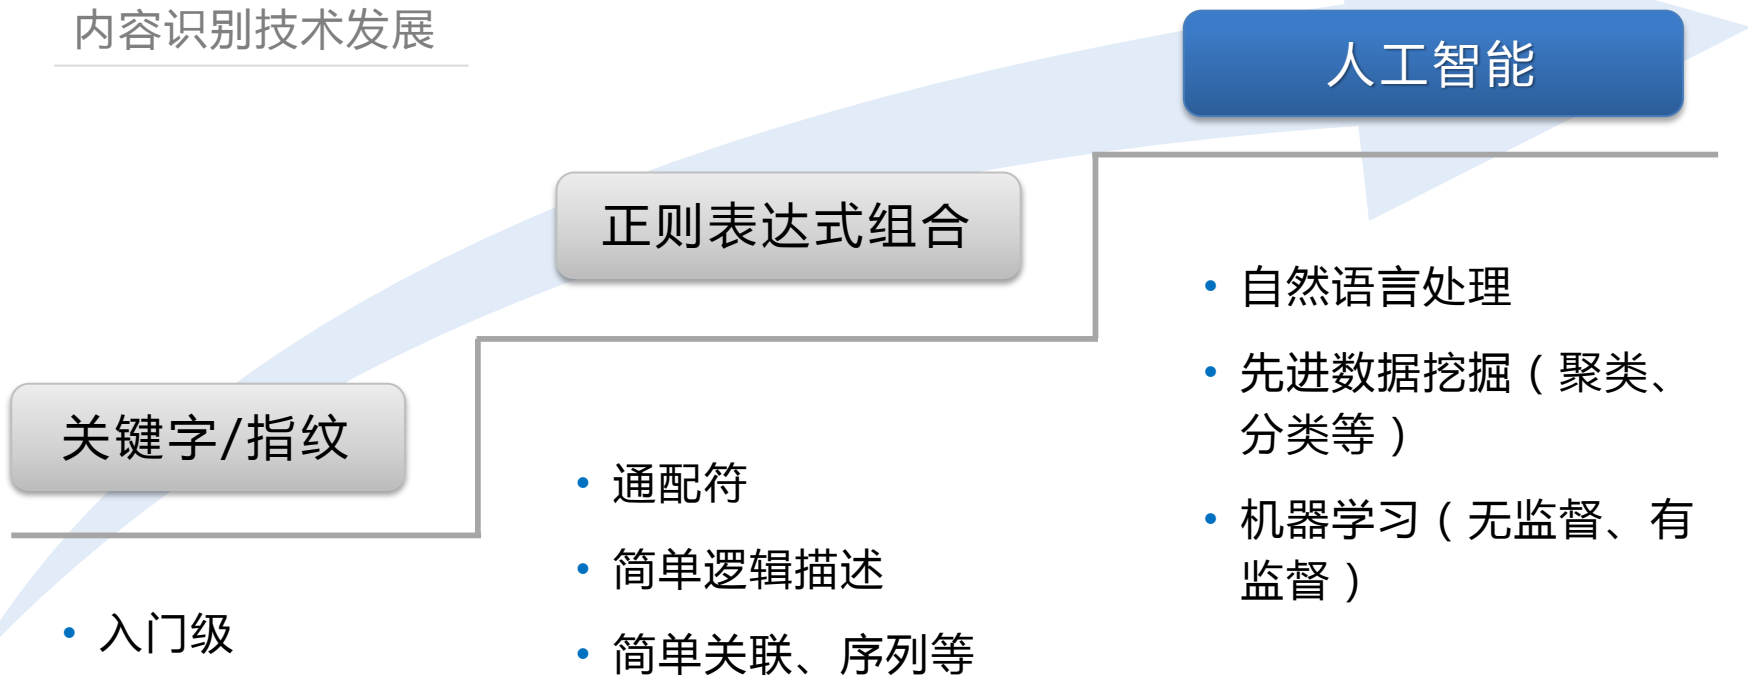 内容识别技术发展
人工智能
正则表达式组合
关键字/指纹
• 自然语言处理
• 先进数据挖掘（聚类、
分类等）
• 机器学习（无监督、有
监督）
• 通配符
• 简单逻辑描述
• 简单关联、序列等
• 入门级